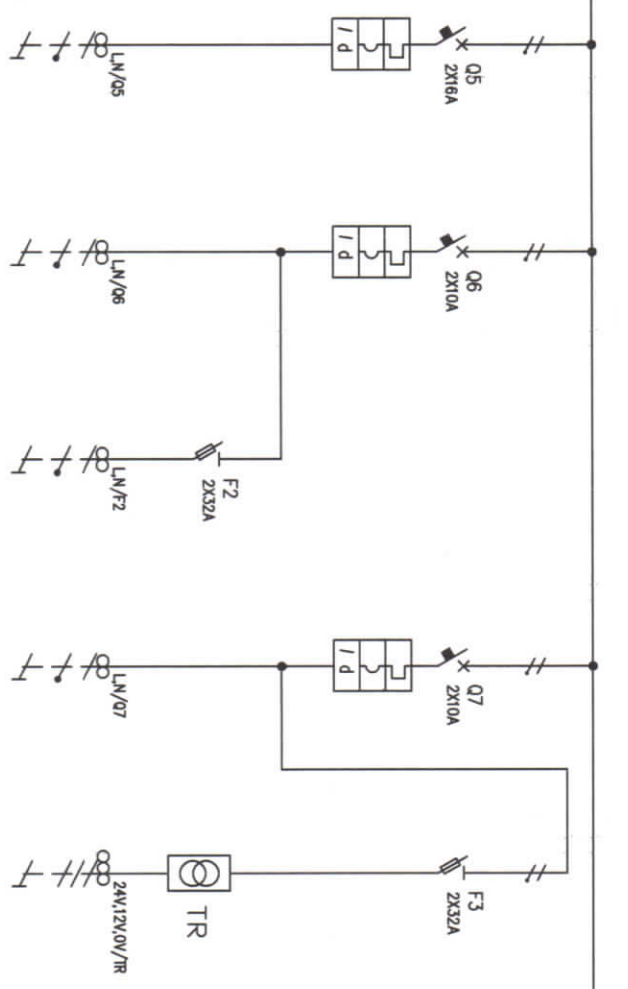 Q5
2X16A
I d
L,N/Q5
Q6
2X10A
I d
L,N/Q6
F2
2X32A
L,N/F2
Q7
2X10A
I d
L,N/Q7
F3
2X32A
TR
24V,12V,0V/TR